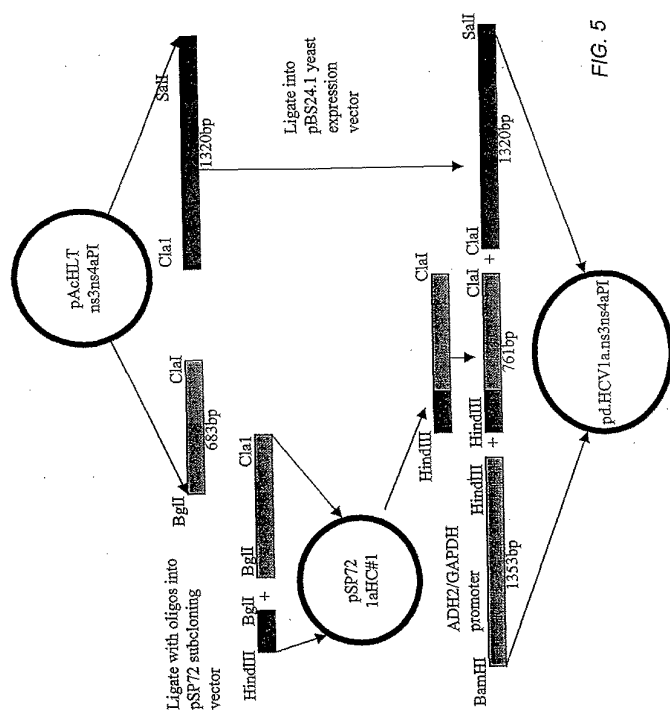 pAcHLT
ns3ns4aPI
BglI ClaI
683bp
Cla1 SalI
1320bp
Ligate with oligos into
pSP72 subcloning
vector
HindIII BglI BglI Cla1
+
Ligate into
pBS24.1 yeast
expression
vector
pSP72
1aHC#1
HindIII ClaI
ADH2/GAPDH
promoter
BamHI HindIII
1353bp
+
HindIII ClaI
761bp
+
ClaI SalI
1320bp
pd.HCV1a.ns3ns4aPI
FIG. 5